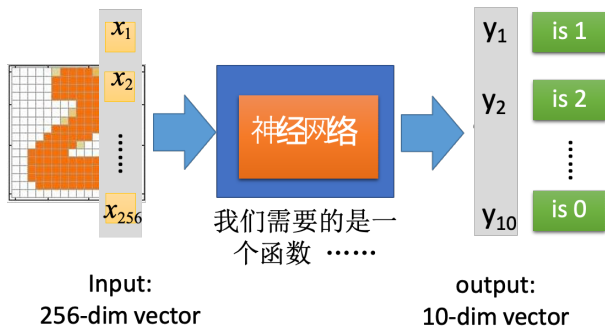 x1
x2
……
x256
Input:
256-dim vector
神经网络
我们需要的是一
个函数 ……
y1
y2
y10
is 1
is 2
……
is 0
output:
10-dim vector